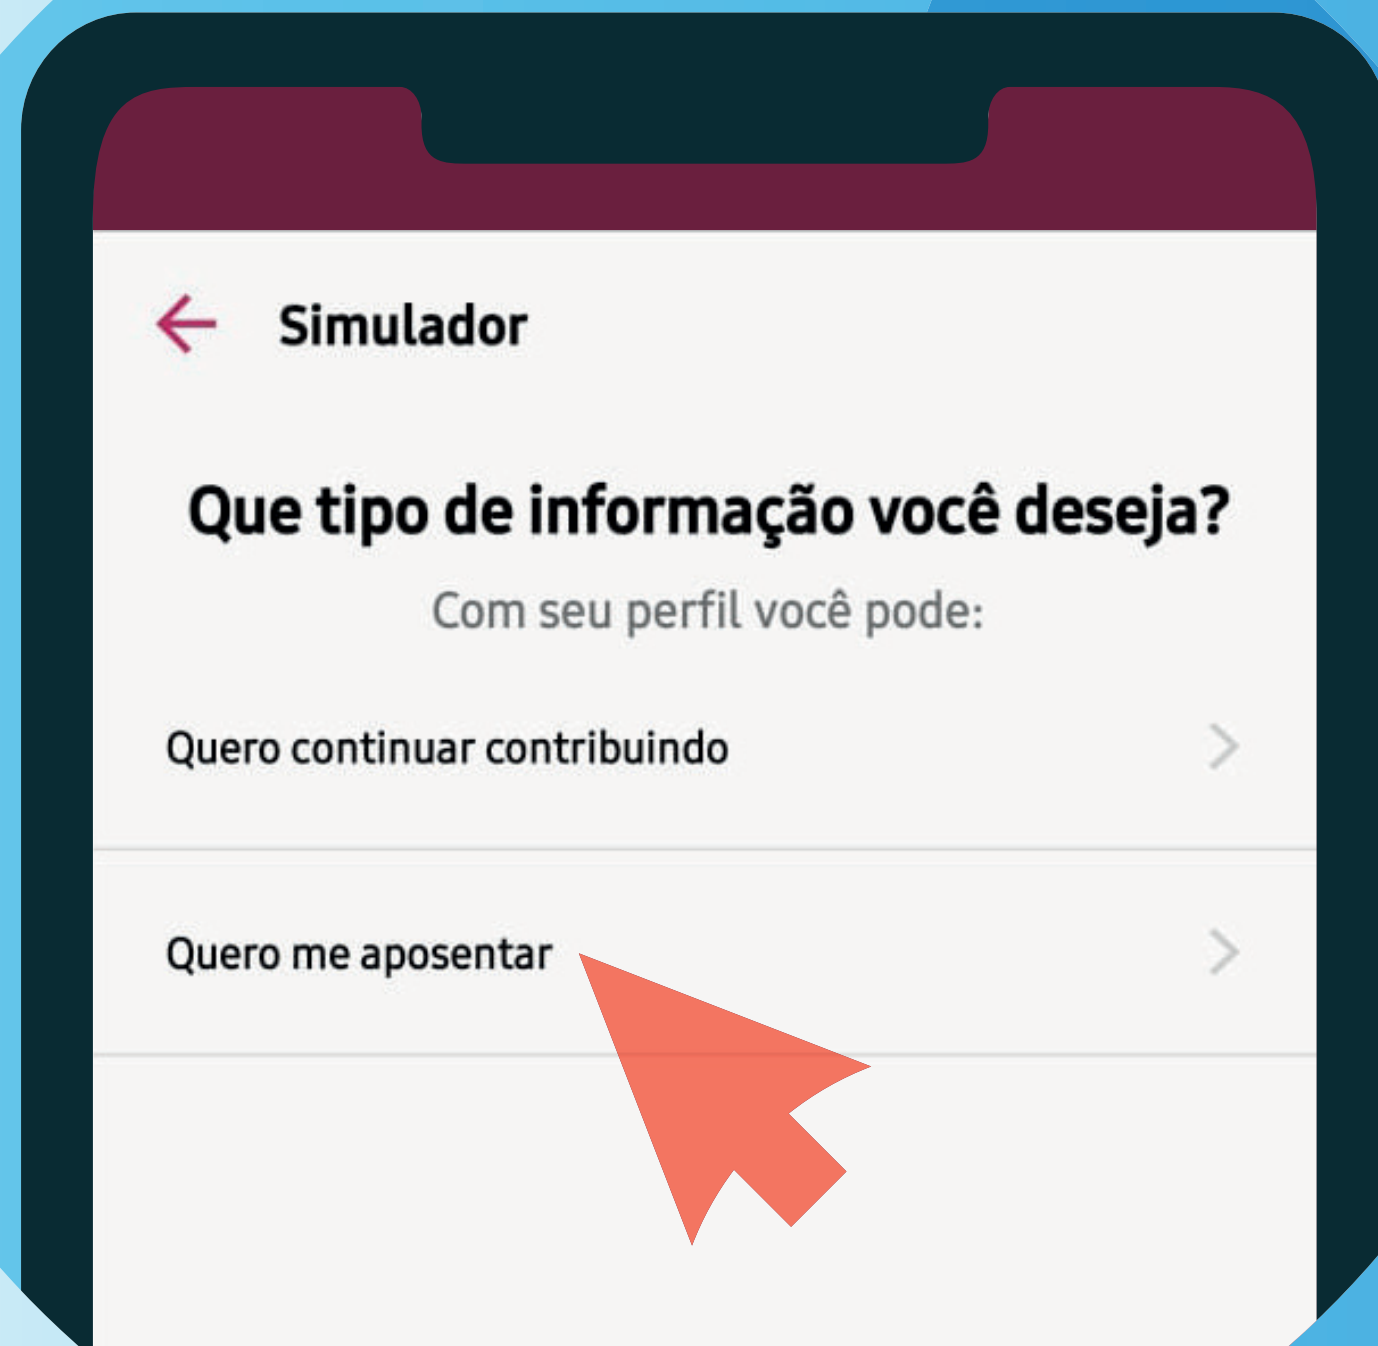 Simulador
Que tipo de informação você deseja?
Com seu perfil você pode:
Quero continuar contribuindo
Quero me aposentar